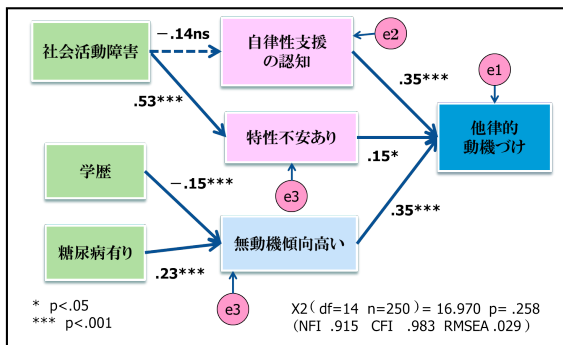 社会活動障害
－.14ns
自律性支援
の認知
e2
.35***
e1
.53***
特性不安あり
.15*
他律的
動機づけ
学歴
e3
－.15***
.35***
糖尿病有り
.23***
無動機傾向高い
e3
* p<.05
*** p<.001
X2( df=14 n=250 )= 16.970 p= .258
(NFI .915 CFI .983 RMSEA .029 )